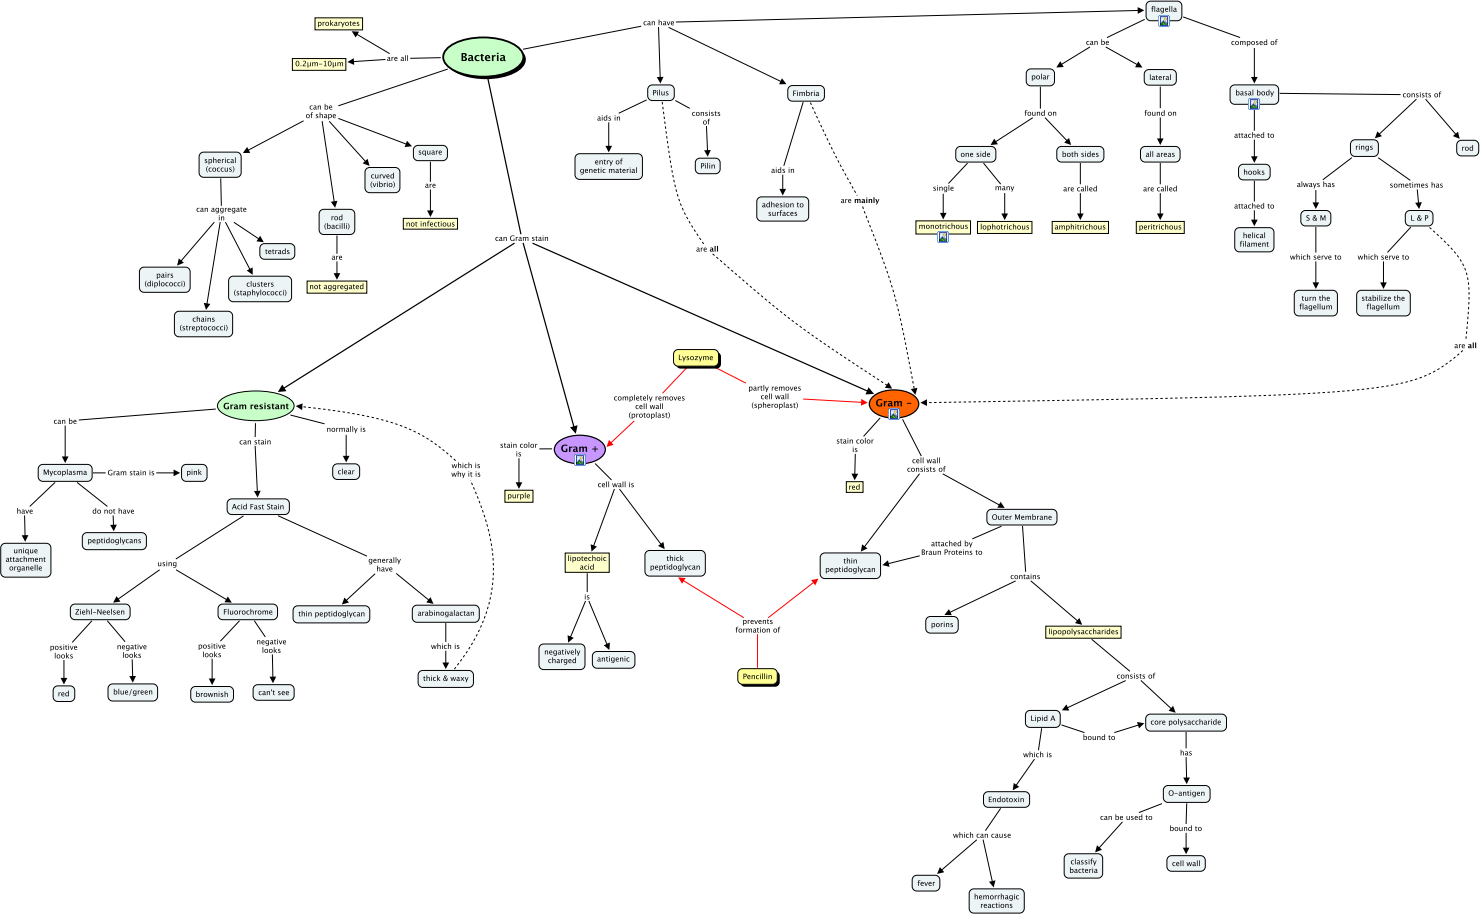 prokaryotes
can have
flagella
0.2µm-10µm
are all
Bacteria
can be
composed of
polar
lateral
basal body
consists of
Pilus
Fimbria
can be
of shape
aids in
consists
of
found on
found on
attached to
rings
rod
spherical
(coccus)
square
curved
(vibrio)
entry of
genetic material
Pilin
one side
both sides
all areas
hooks
are
aids in
single
many
are called
are called
always has
sometimes has
can aggregate
in
rod
(bacilli)
not infectious
adhesion to
surfaces
are mainly
monotrichous
lophotrichous
amphitrichous
peritrichous
attached to
S & M
L & P
helical
filament
can Gram stain
are all
tetrads
are
which serve to
which serve to
pairs
(diplococci)
clusters
(staphylococci)
not aggregated
turn the
flagellum
stabilize the
flagellum
chains
(streptococci)
are all
Lysozyme
completely removes
cell wall
(protoplast)
partly removes
cell wall
(spheroplast)
Gram resistant
Gram -
can be
can stain
normally is
stain color
is
Gram +
stain color
is
cell wall
consists of
Mycoplasma
Gram stain is
pink
clear
which is
why it is
purple
cell wall is
red
have
do not have
Acid Fast Stain
Outer Membrane
unique
attachment
organelle
peptidoglycans
attached by
Braun Proteins to
using
generally
have
lipotechoic
acid
thick
peptidoglycan
thin
peptidoglycan
contains
Ziehl-Neelsen
Fluorochrome
thin peptidoglycan
arabinogalactan
is
prevents
formation of
porins
lipopolysaccharides
positive
looks
negative
looks
positive
looks
negative
looks
which is
negatively
charged
antigenic
red
blue/green
brownish
can't see
thick & waxy
Pencillin
consists of
Lipid A
bound to
core polysaccharide
which is
has
Endotoxin
O-antigen
which can cause
can be used to
bound to
classify
bacteria
cell wall
fever
hemorrhagic
reactions